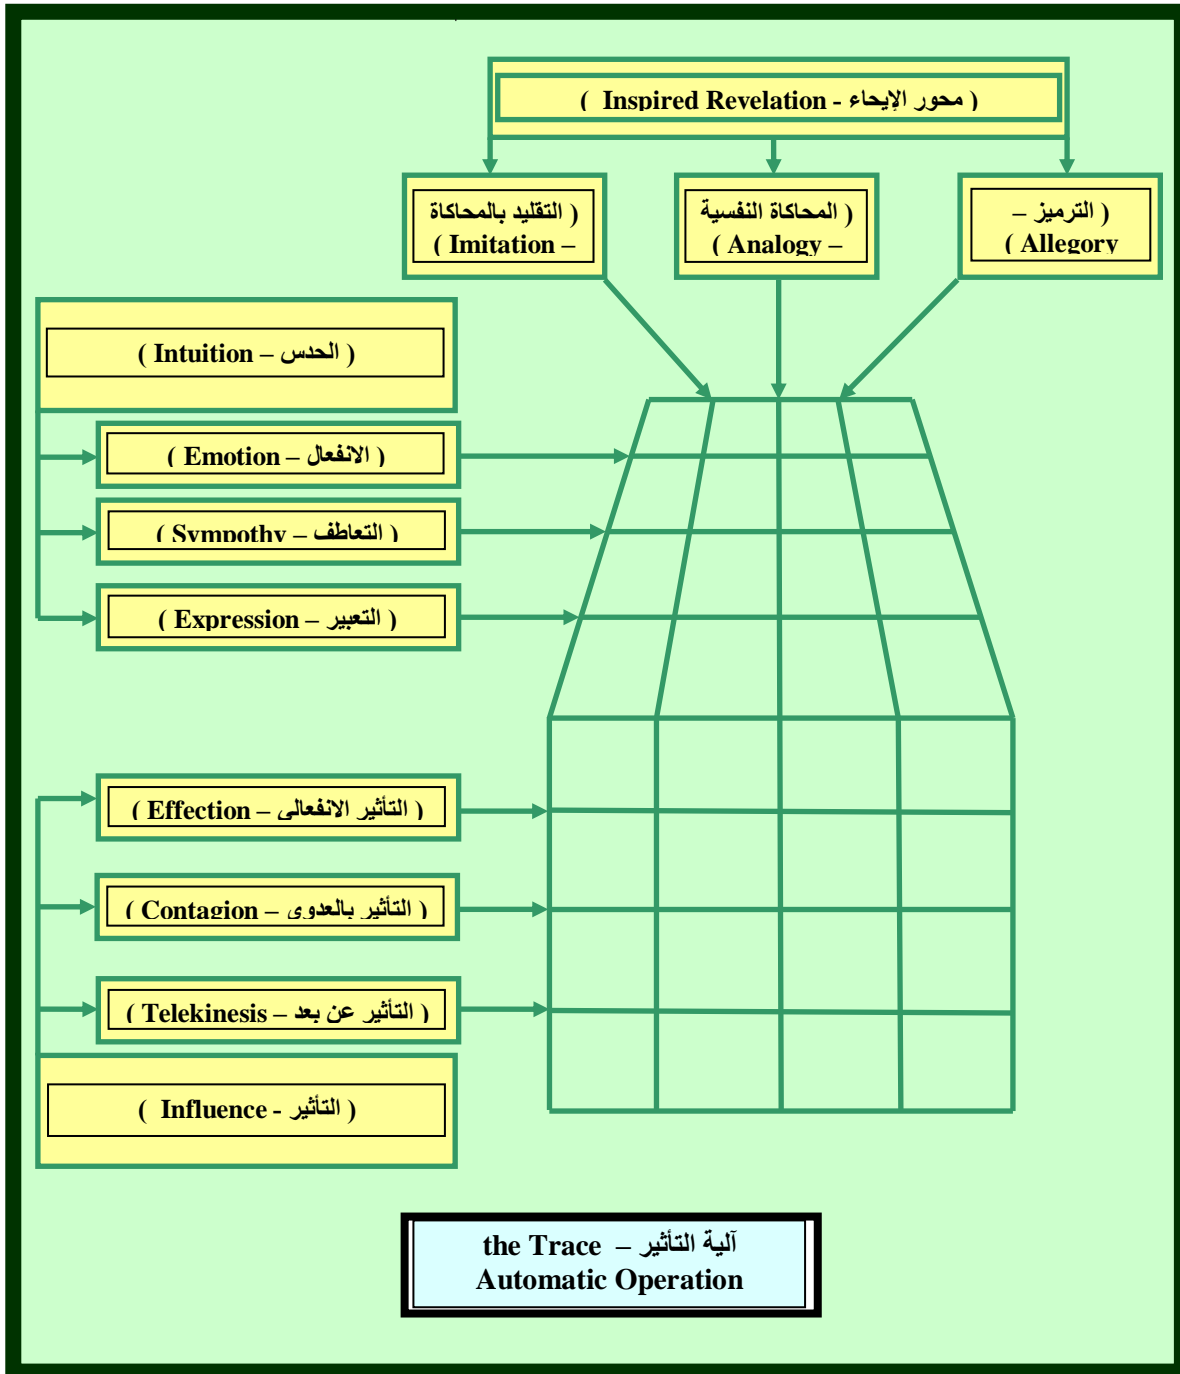 ( محور الإيحاء - Inspired Revelation )
( التقليد بالمحاكاة
– Imitation )
( المحاكاة النفسية
– Analogy )
( الترميز –
Allegory )
( الحدس – Intuition )
( الانفعال – Emotion )
( التعاطف – Sympothy )
( التعبير – Expression )
( التأثير الانفعالي – Effection )
( التأثير بالعدوى – Contagion )
( التأثير عن بعد – Telekinesis )
( التأثير - Influence )
آلية التأثير – the Trace
Automatic Operation